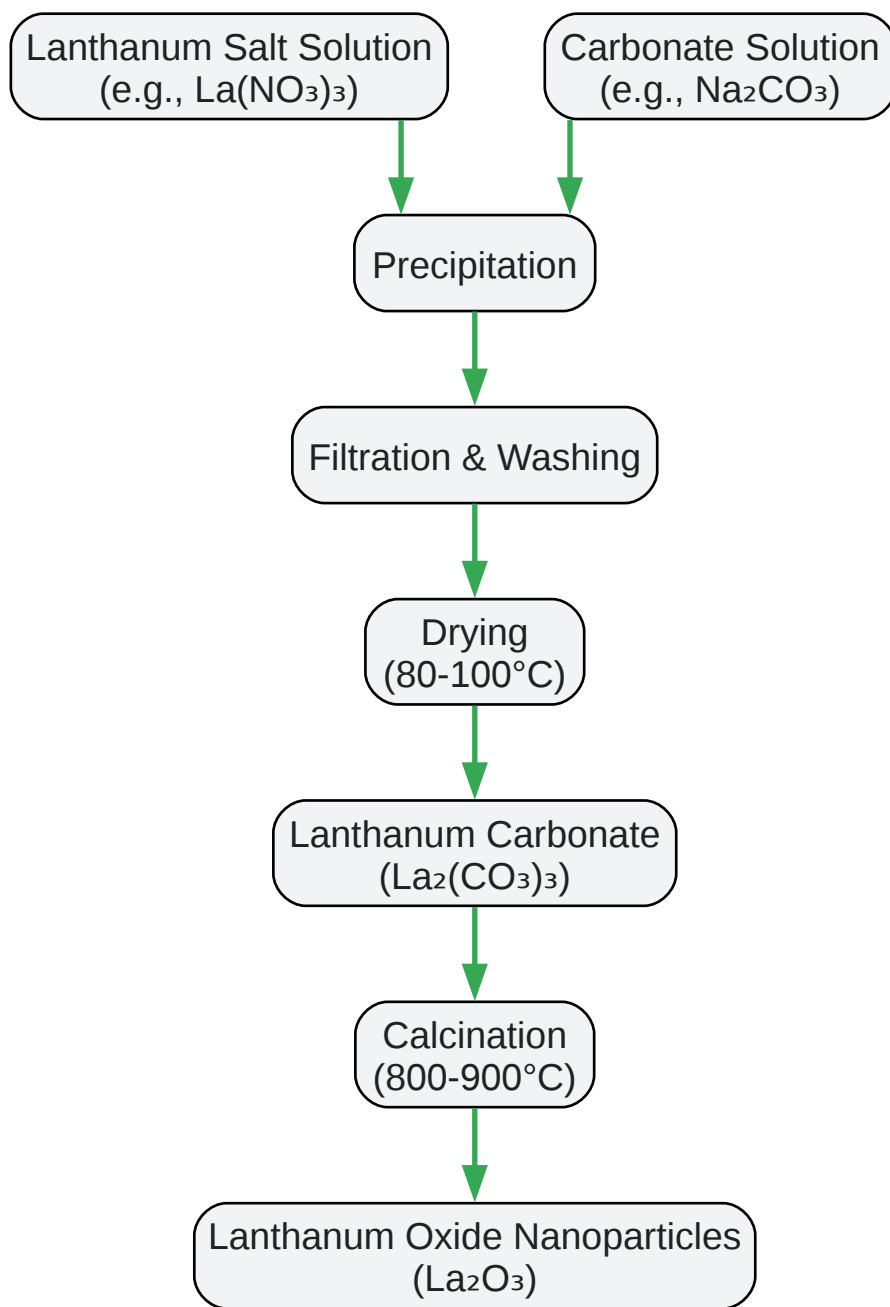 Lanthanum Salt Solution
(e.g., La(NO₃)₃)
Carbonate Solution
(e.g., Na₂CO₃)
Precipitation
Filtration & Washing
Drying
(80-100°C)
Lanthanum Carbonate
(La₂(CO₃)₃)
Calcination
(800-900°C)
Lanthanum Oxide Nanoparticles
(La₂O₃)